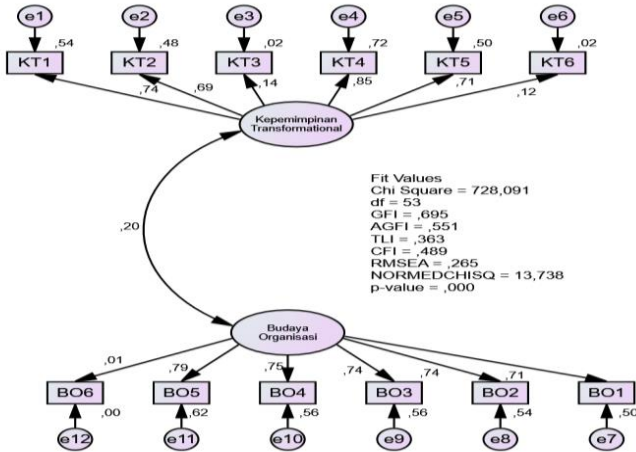 e1 e2 e3 e4 e5 e6
,54 ,48 ,02 ,72 ,50 ,02
KT1 KT2 KT3 KT4 KT5 KT6
,74 ,69 ,14 ,85 ,71 ,12
Kepemimpinan
Transformational
,20
Fit Values
Chi Square = 728,091
df = 53
GFI = ,695
AGFI = ,551
TLI = ,363
CFI = ,489
RMSEA = ,265
NORMEDCHISQ = 13,738
p-value = ,000
Budaya
Organisasi
,01 ,79 ,75 ,74 ,74 ,71
BO6 BO5 BO4 BO3 BO2 BO1
,00 ,62 ,56 ,56 ,54 ,50
e12 e11 e10 e9 e8 e7